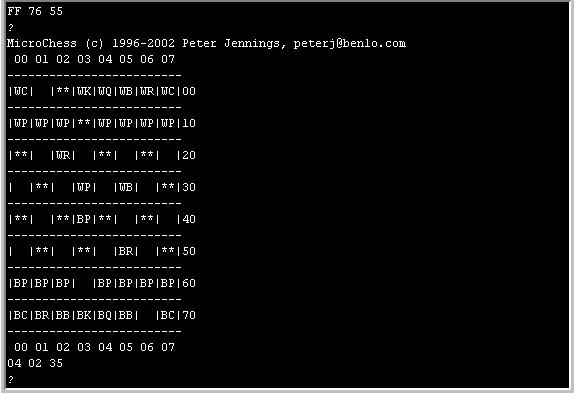 FF 76 55
?
MicroChess (c) 1996-2002 Peter Jennings, peterj@benlo.com
 00 01 02 03 04 05 06 07
-------------------------
|WC|  |**|WK|WQ|WB|WR|WC|00
-------------------------
|WP|WP|WP|**|WP|WP|WP|WP|10
-------------------------
|**|  |WR|  |**|  |**|  |20
-------------------------
|  |**|  |WP|  |WB|  |**|30
-------------------------
|**|  |**|BP|**|  |**|  |40
-------------------------
|  |**|  |**|  |BR|  |**|50
-------------------------
|BP|BP|BP|  |BP|BP|BP|BP|60
-------------------------
|BC|BR|BB|BK|BQ|BB|  |BC|70
-------------------------
 00 01 02 03 04 05 06 07
04 02 35
?